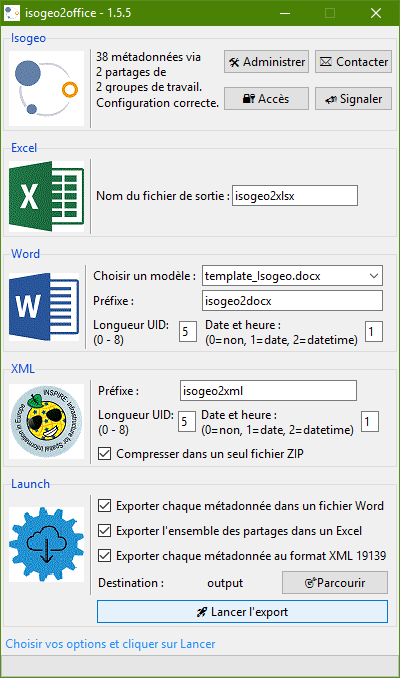 isogeo2office - 1.5.5
Isogeo
38 métadonnées via
2 partages de
2 groupes de travail.
Configuration correcte.
Administrer
Contacter
Accès
Signaler
Excel
Nom du fichier de sortie : isogeo2xlsx
Word
Choisir un modèle : template_Isogeo.docx
Préfixe : isogeo2docx
Longueur UID: 5 Date et heure : 1
(0 - 8) (0=non, 1=date, 2=datetime)
XML
INSPIRE: Infrastructure for Spatial Information in Europe
Préfixe : isogeo2xml
Longueur UID: 5 Date et heure : 1
(0 - 8) (0=non, 1=date, 2=datetime)
Compresser dans un seul fichier ZIP
Launch
Exporter chaque métadonnée dans un fichier Word
Exporter l'ensemble des partages dans un Excel
Exporter chaque métadonnée au format XML 19139
Destination : output Parcourir
Lancer l'export
Choisir vos options et cliquer sur Lancer